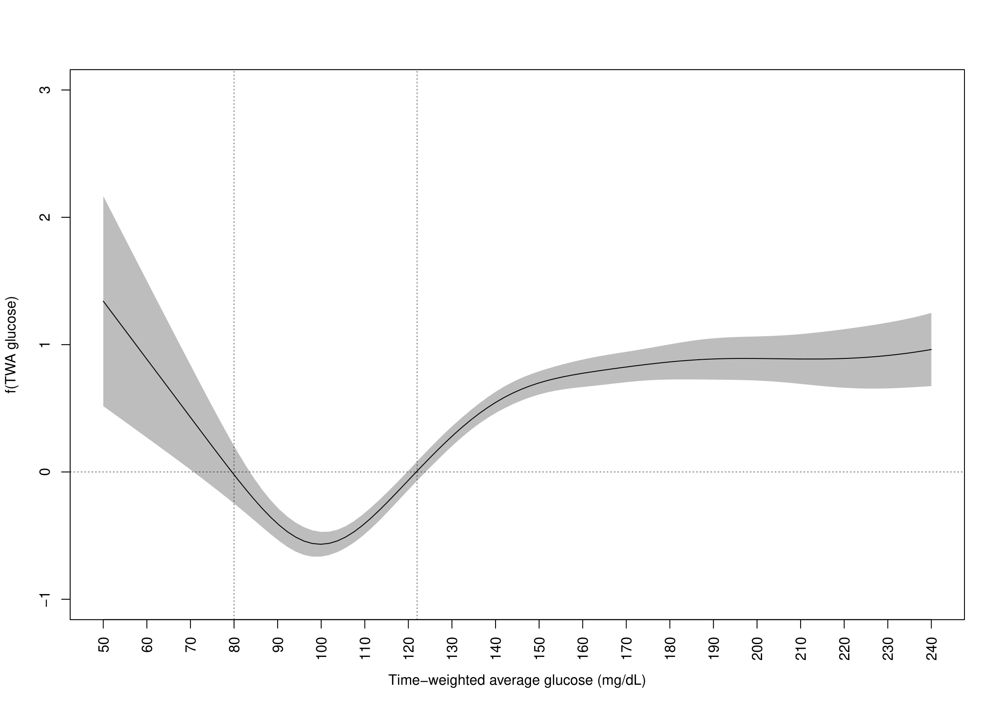 f(TWA glucose)
3
2
1
0
−1
50 60 70 80 90 100 110 120 130 140 150 160 170 180 190 200 210 220 230 240
Time−weighted average glucose (mg/dL)